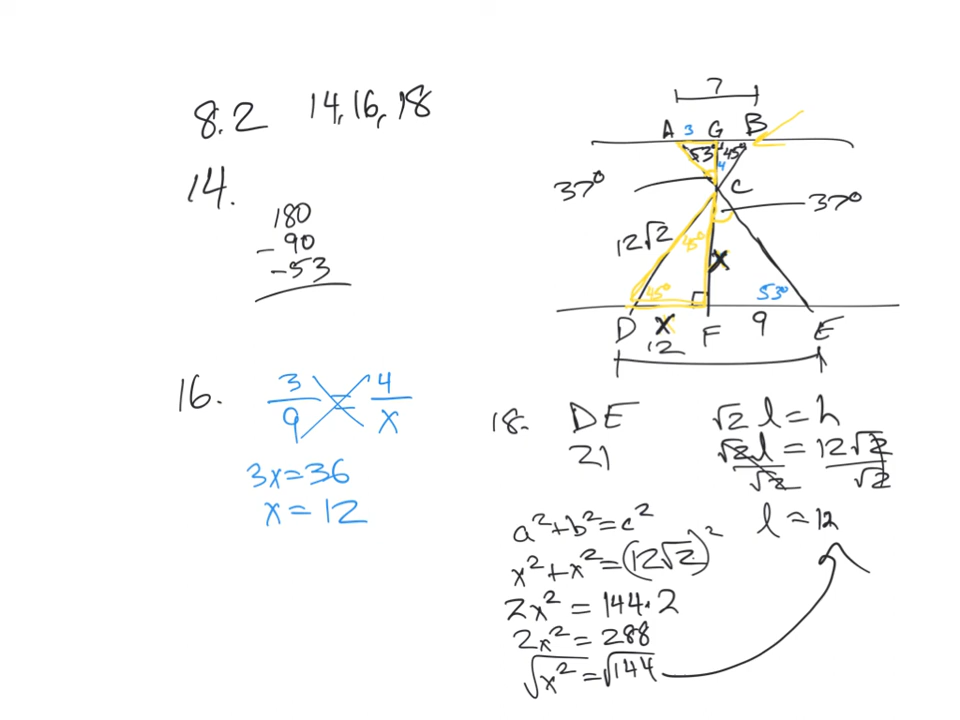 8.2 14,16,18
14.
180
- 90
- 53
16. 3/9 = 4/x
3x=36
x = 12
7
A 3 G B
53° 45°
4
37° C 37°
12√2 45° x
45° 53°
D x F 9 E
12
18. DE
21
√2 l = h
√2 l / √2 = 12√2 / √2
l = 12
a²+b²=c²
x²+x²=(12√2)²
2x² = 144·2
2x² = 288
√x² = √144